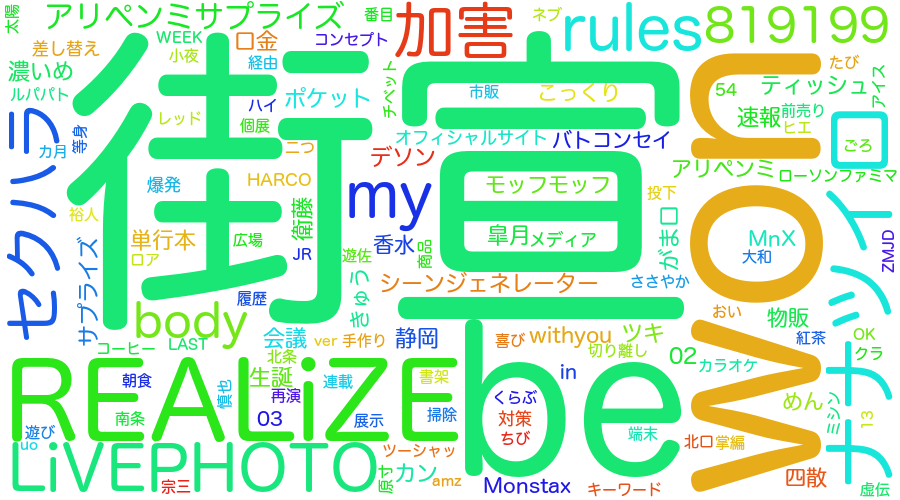 太陽
アリペンミサプライズ
番目
加害
ネブ
rules
819199
WEEK
口金
コンセプト
差し替え
小夜
経由
濃いめ
たび
ティッシュ
アイス
チベット
ルパパト
ハイ
ポケット
市販
こっくり
54
街
宣
Won
口
レッド
個展
オフィシャルサイト
バトコンセイ
速報
前売り
ヒエ
セクハラ
カ月
等身
二つ
デソン
ごろ
爆発
HARCO
my
モッフモッフ
投下
アリペンミ
ローソンファミマ
裕人
単行本
広場
衛藤
香水
商品
皐月
メディア
がま口
MnX
大和
ZMJD
ナナツイ
サプライズ
ロア
JR
遊佐
きゅう
シーンジェネレーター
ささやか
履歴
body
会議
ver
手作り
静岡
喜び
withyou
ツキ
おい
物販
紅茶
OK
コーヒー
LAST
北条
切り離し
02
カラオケ
クラ
REALiZE
be
朝食
慎也
生誕
再演
連載
書架
in
くらぶ
めん
ミシン
13
南条
03
展示
掃除
対策
ちび
端末
北口
掌編
遊び
uo
LiVEPHOTO
宗三
原寸
ツーシャッ
カン
amz
Monstax
キーワード
四散
虚伝